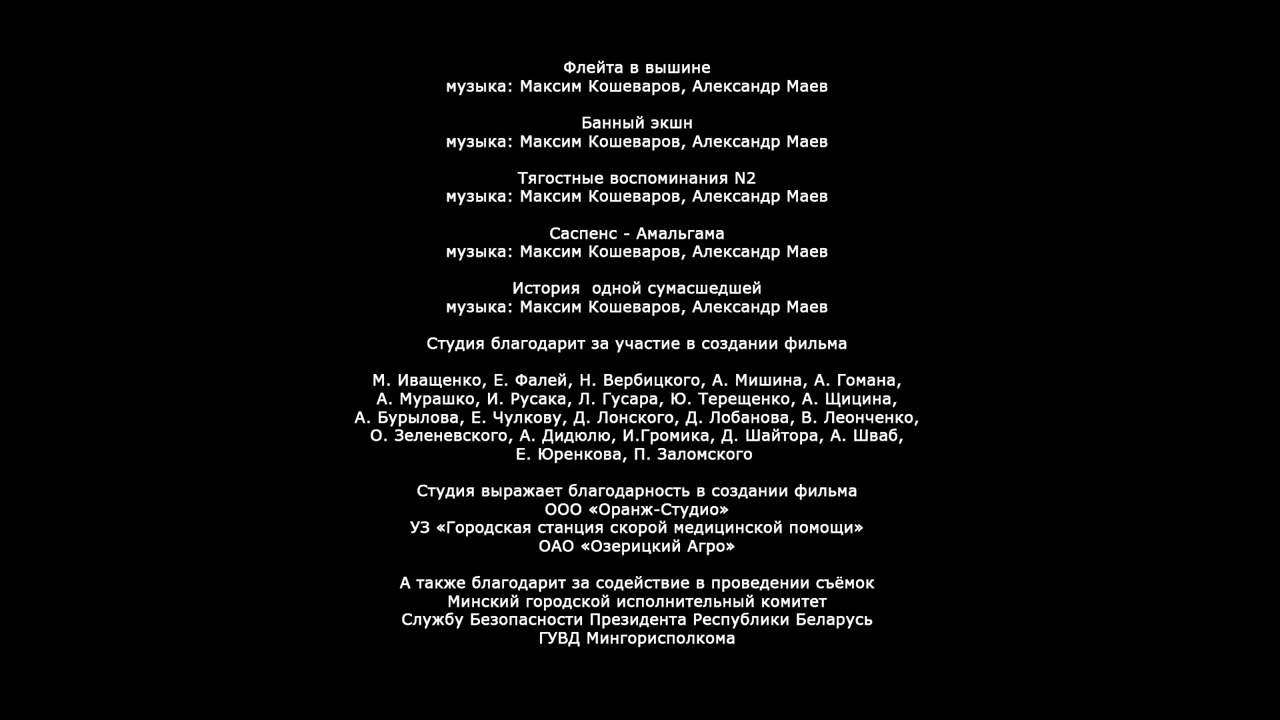 Флейта в вышине
музыка: Максим Кошеваров, Александр Маев
Банный экшн
музыка: Максим Кошеваров, Александр Маев
Тягостные воспоминания N2
музыка: Максим Кошеваров, Александр Маев
Саспенс - Амальгама
музыка: Максим Кошеваров, Александр Маев
История  одной сумасшедшей
музыка: Максим Кошеваров, Александр Маев
Студия благодарит за участие в создании фильма
М. Иващенко, Е. Фалей, Н. Вербицкого, А. Мишина, А. Гомана,
А. Мурашко, И. Русака, Л. Гусара, Ю. Терещенко, А. Щицина,
А. Бурылова, Е. Чулкову, Д. Лонского, Д. Лобанова, В. Леонченко,
О. Зеленевского, А. Дидюлю, И.Громика, Д. Шайтора, А. Шваб,
Е. Юренкова, П. Заломского
Студия выражает благодарность в создании фильма
ООО «Оранж-Студио»
УЗ «Городская станция скорой медицинской помощи»
ОАО «Озерицкий Агро»
А также благодарит за содействие в проведении съёмок
Минский городской исполнительный комитет
Службу Безопасности Президента Республики Беларусь
ГУВД Мингорисполкома